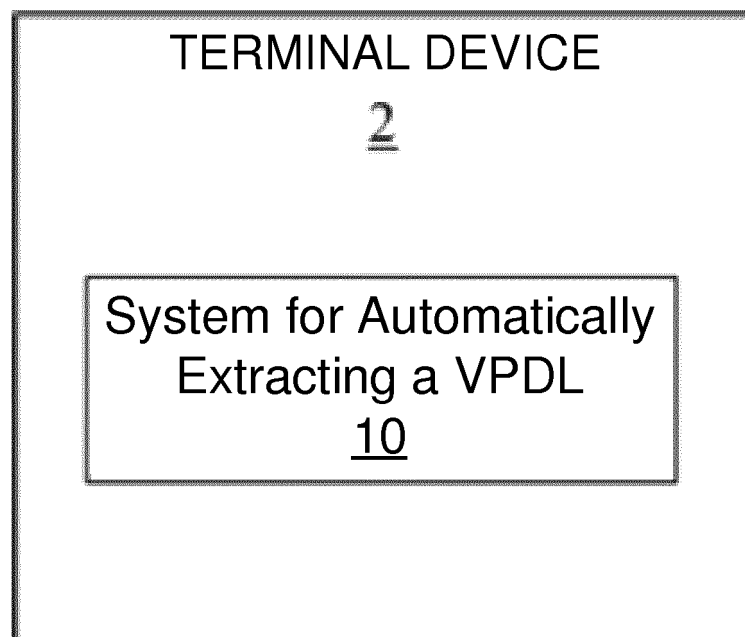 TERMINAL DEVICE
2
System for Automatically
Extracting a VPDL
10